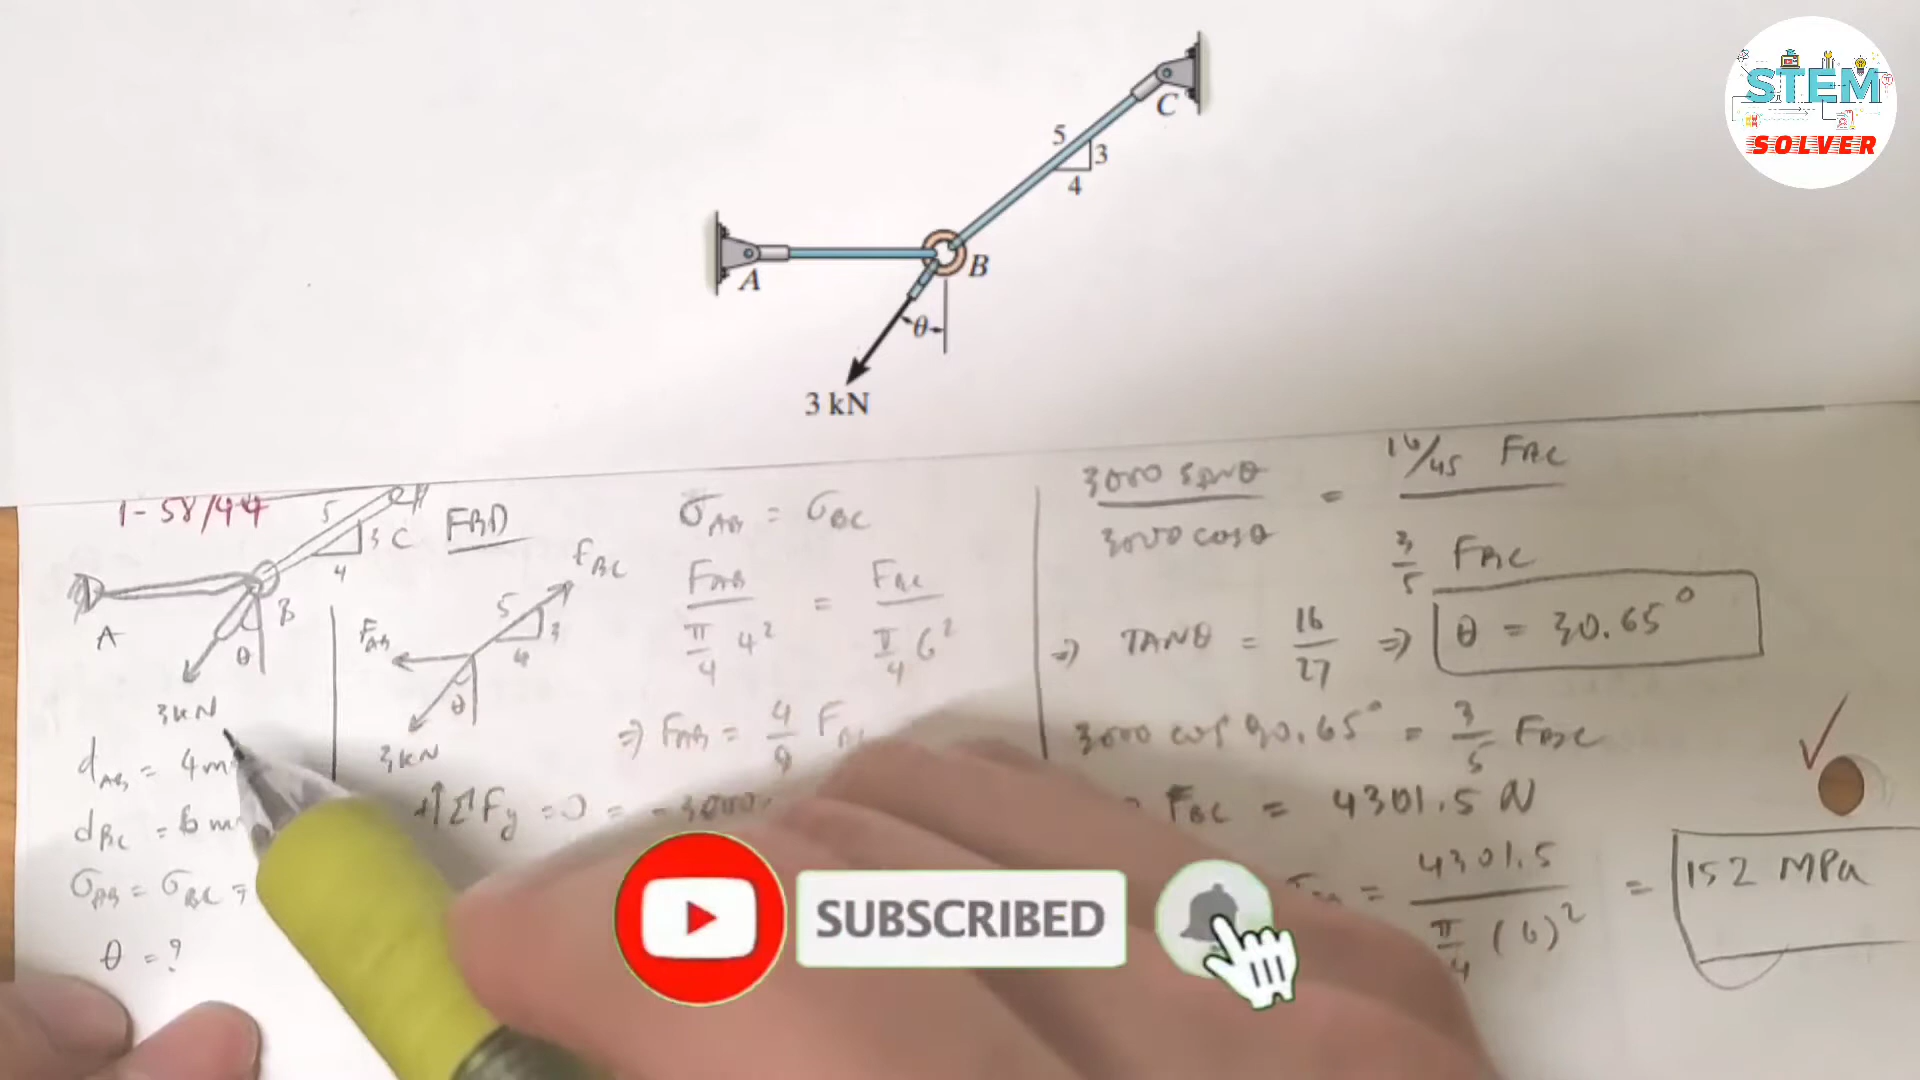 STEM
SOLVER
C
5
3
4
A
B
θ
3 kN
1-58/44
5
3 C
4
A
B
θ
3kN
d_AB = 4m
d_BC = 6m
σ_AB = σ_BC =
θ = ?
FBD
F_BC
5
3
4
F_AB
θ
3kN
σ_AB = σ_BC
F_AB / (π/4 4²) = F_BC / (π/4 6²)
⇒ F_AB = 4/9 F_BC
+↑ΣFy = 0 = -3000
3000 sinθ / 3000 cosθ = 16/45 F_BC / 3/5 F_BC
⇒ TANθ = 16/27 ⇒ θ = 30.65°
3000 cos 30.65° = 3/5 F_BC
F_BC = 4301.5 N
= 4301.5 / π/4 (6)² = 152 MPa
SUBSCRIBED